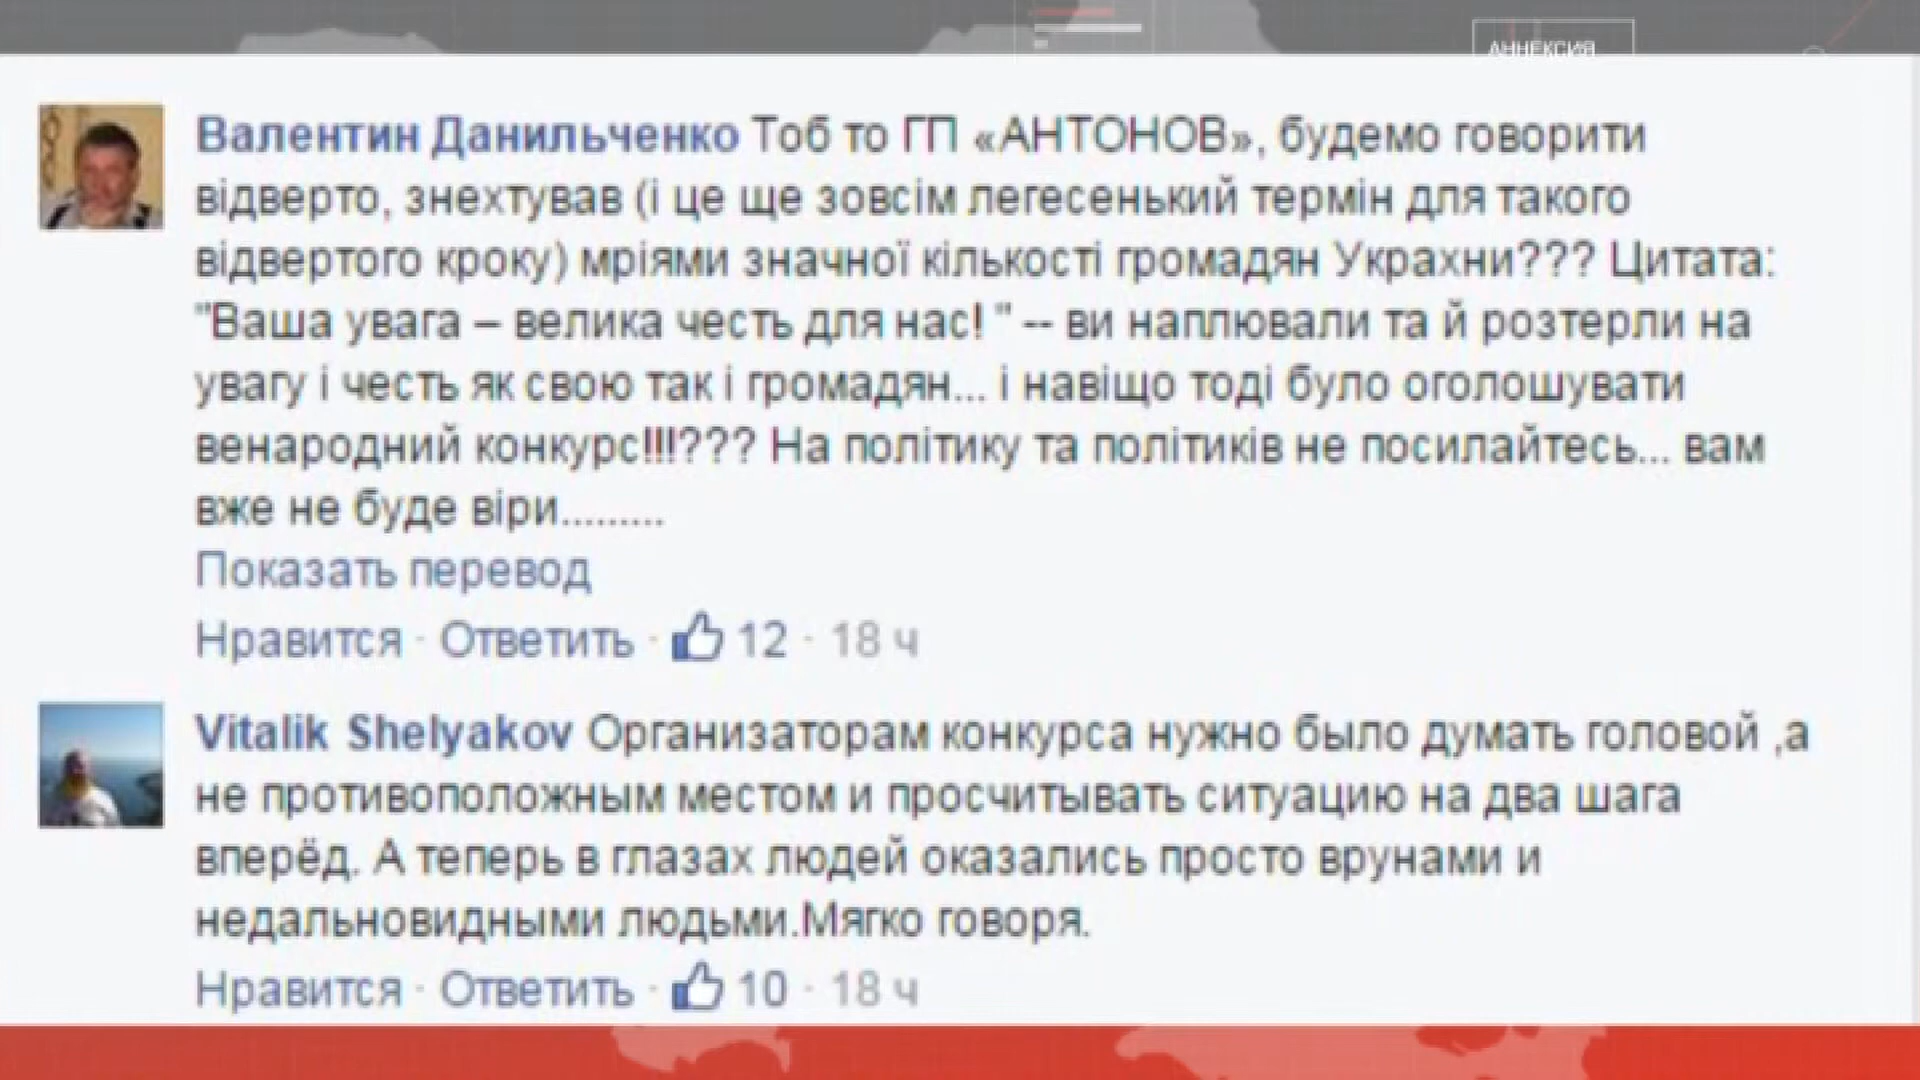 АННЕКСИЯ
Валентин Данильченко Тоб то ГП «АНТОНОВ», будемо говорити
відверто, знехтував (і це ще зовсім легесенький термін для такого
відвертого кроку) мріями значної кількості громадян Украхни??? Цитата:
"Ваша увага – велика честь для нас! " -- ви наплювали та й розтерли на
увагу і честь як свою так і громадян... і навіщо тоді було оголошувати
венародний конкурс!!!??? На політику та політиків не посилайтесь... вам
вже не буде віри.........
Показать перевод
Нравится · Ответить · 12 · 18 ч
Vitalik Shelyakov Организаторам конкурса нужно было думать головой ,а
не противоположным местом и просчитывать ситуацию на два шага
вперёд. А теперь в глазах людей оказались просто врунами и
недальновидными людьми.Мягко говоря.
Нравится · Ответить · 10 · 18 ч